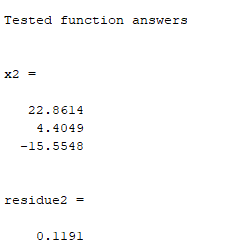 Tested function answers
x2 =
22.8614
4.4049
-15.5548
residue2 =
0.1191